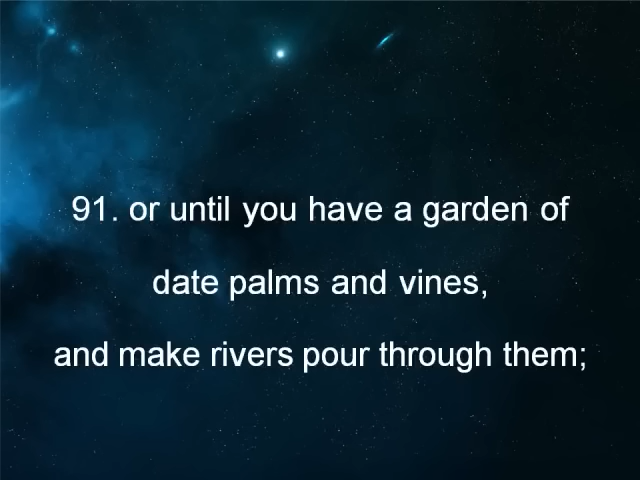 91. or until you have a garden of
date palms and vines,
and make rivers pour through them;